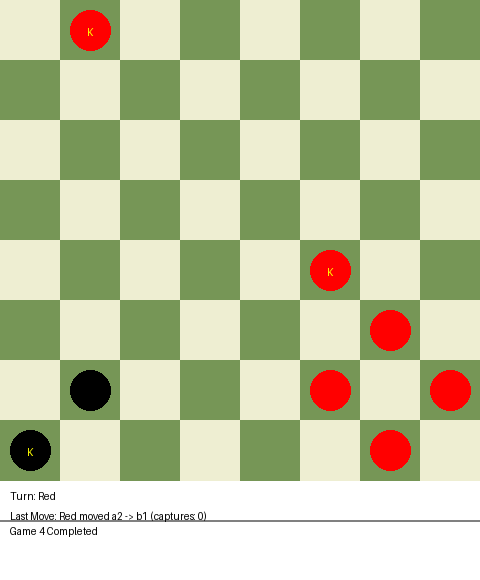 K
K
K
Turn: Red
Last Move: Red moved a2 -> b1 (captures: 0)
Game 4 Completed